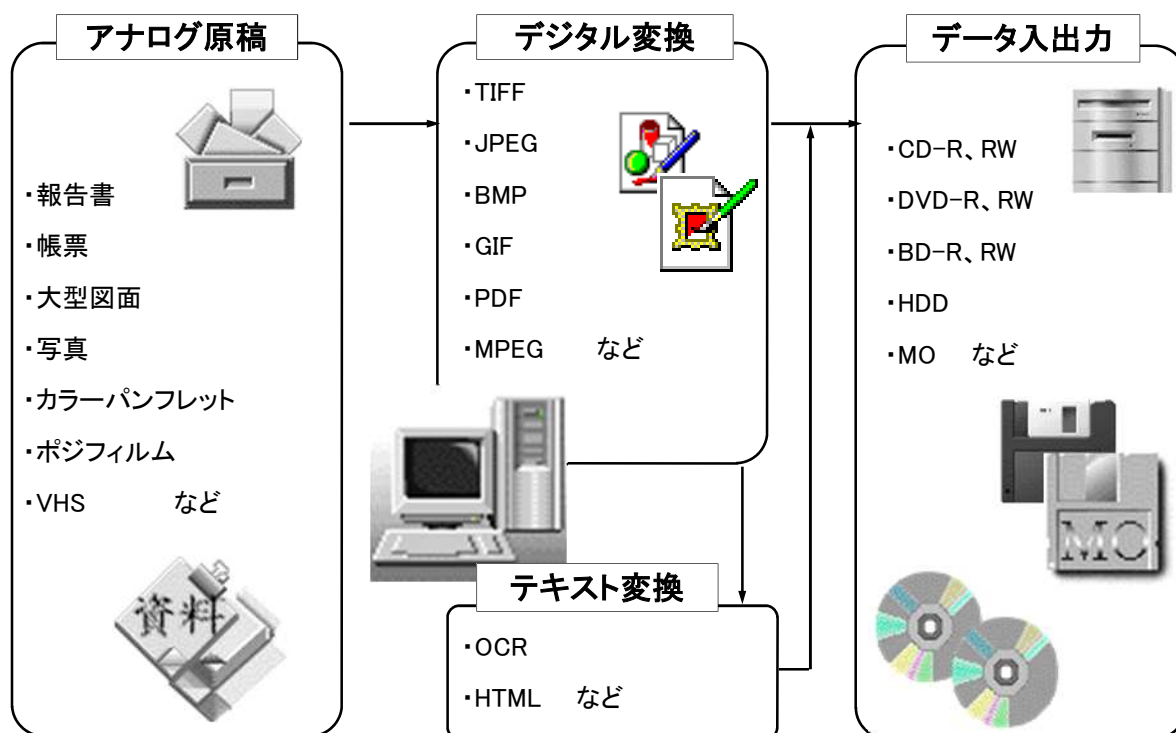 アナログ原稿
・報告書
・帳票
・大型図面
・写真
・カラーパンフレット
・ポジフィルム
・VHS など
資料
デジタル変換
・TIFF
・JPEG
・BMP
・GIF
・PDF
・MPEG など
テキスト変換
・OCR
・HTML など
データ入出力
・CD-R、RW
・DVD-R、RW
・BD-R、RW
・HDD
・MO など
MO